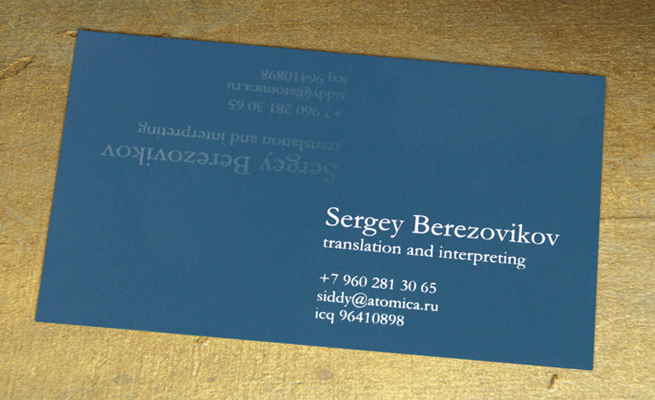 Sergey Berezovikov
translation and interpreting
+7 960 281 30 65
siddy@atomica.ru
icq 96410898
Sergey Berezovikov
translation and interpreting
+7 960 281 30 65
siddy@atomica.ru
icq 96410898